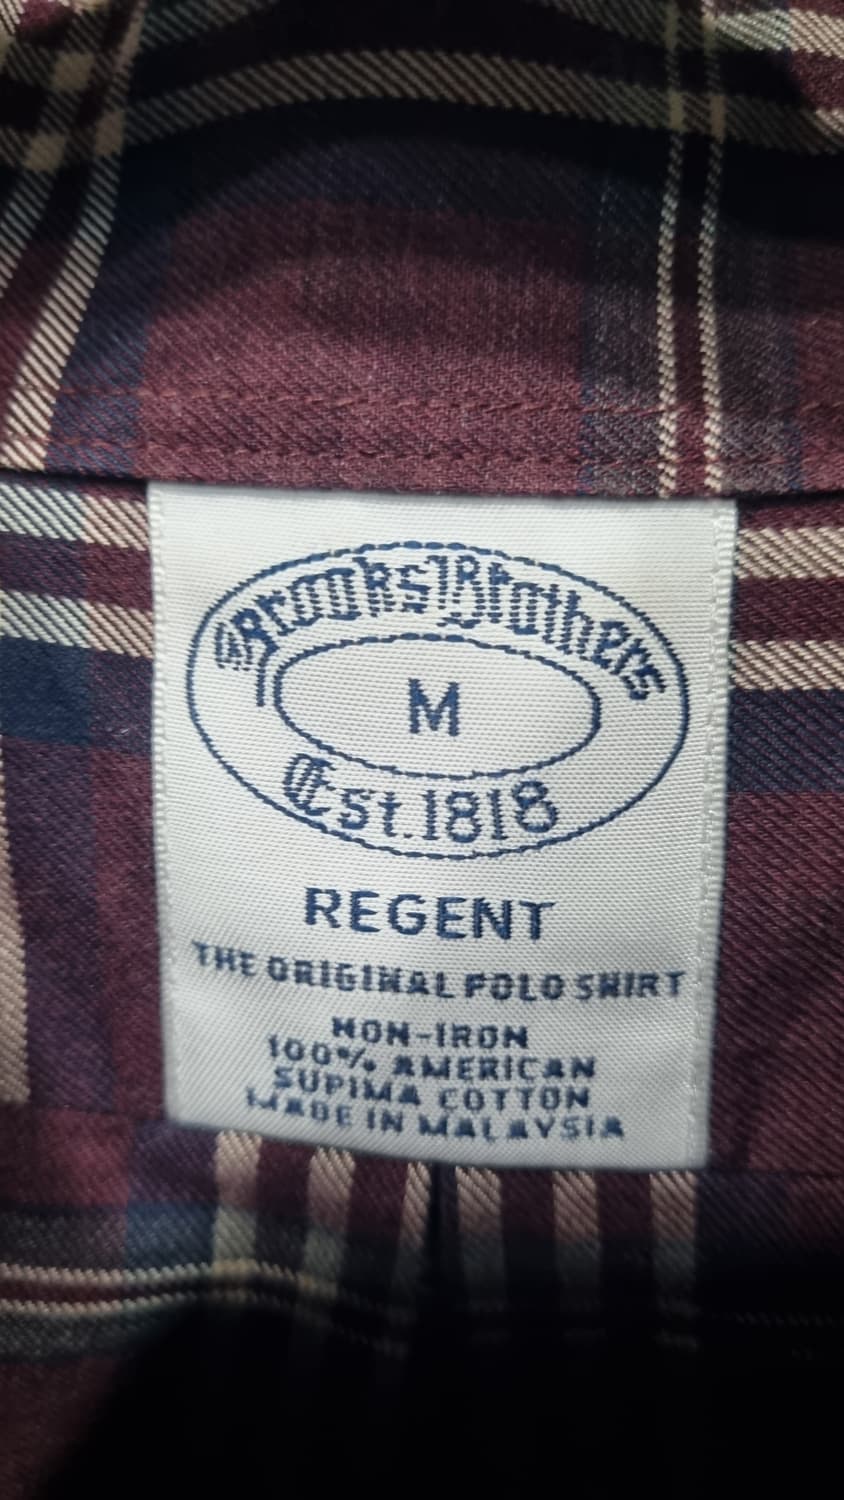 Brooks Brothers
M
Est. 1818
REGENT
THE ORIGINAL POLO SHIRT
NON-IRON
100% AMERICAN
SUPIMA COTTON
MADE IN MALAYSIA